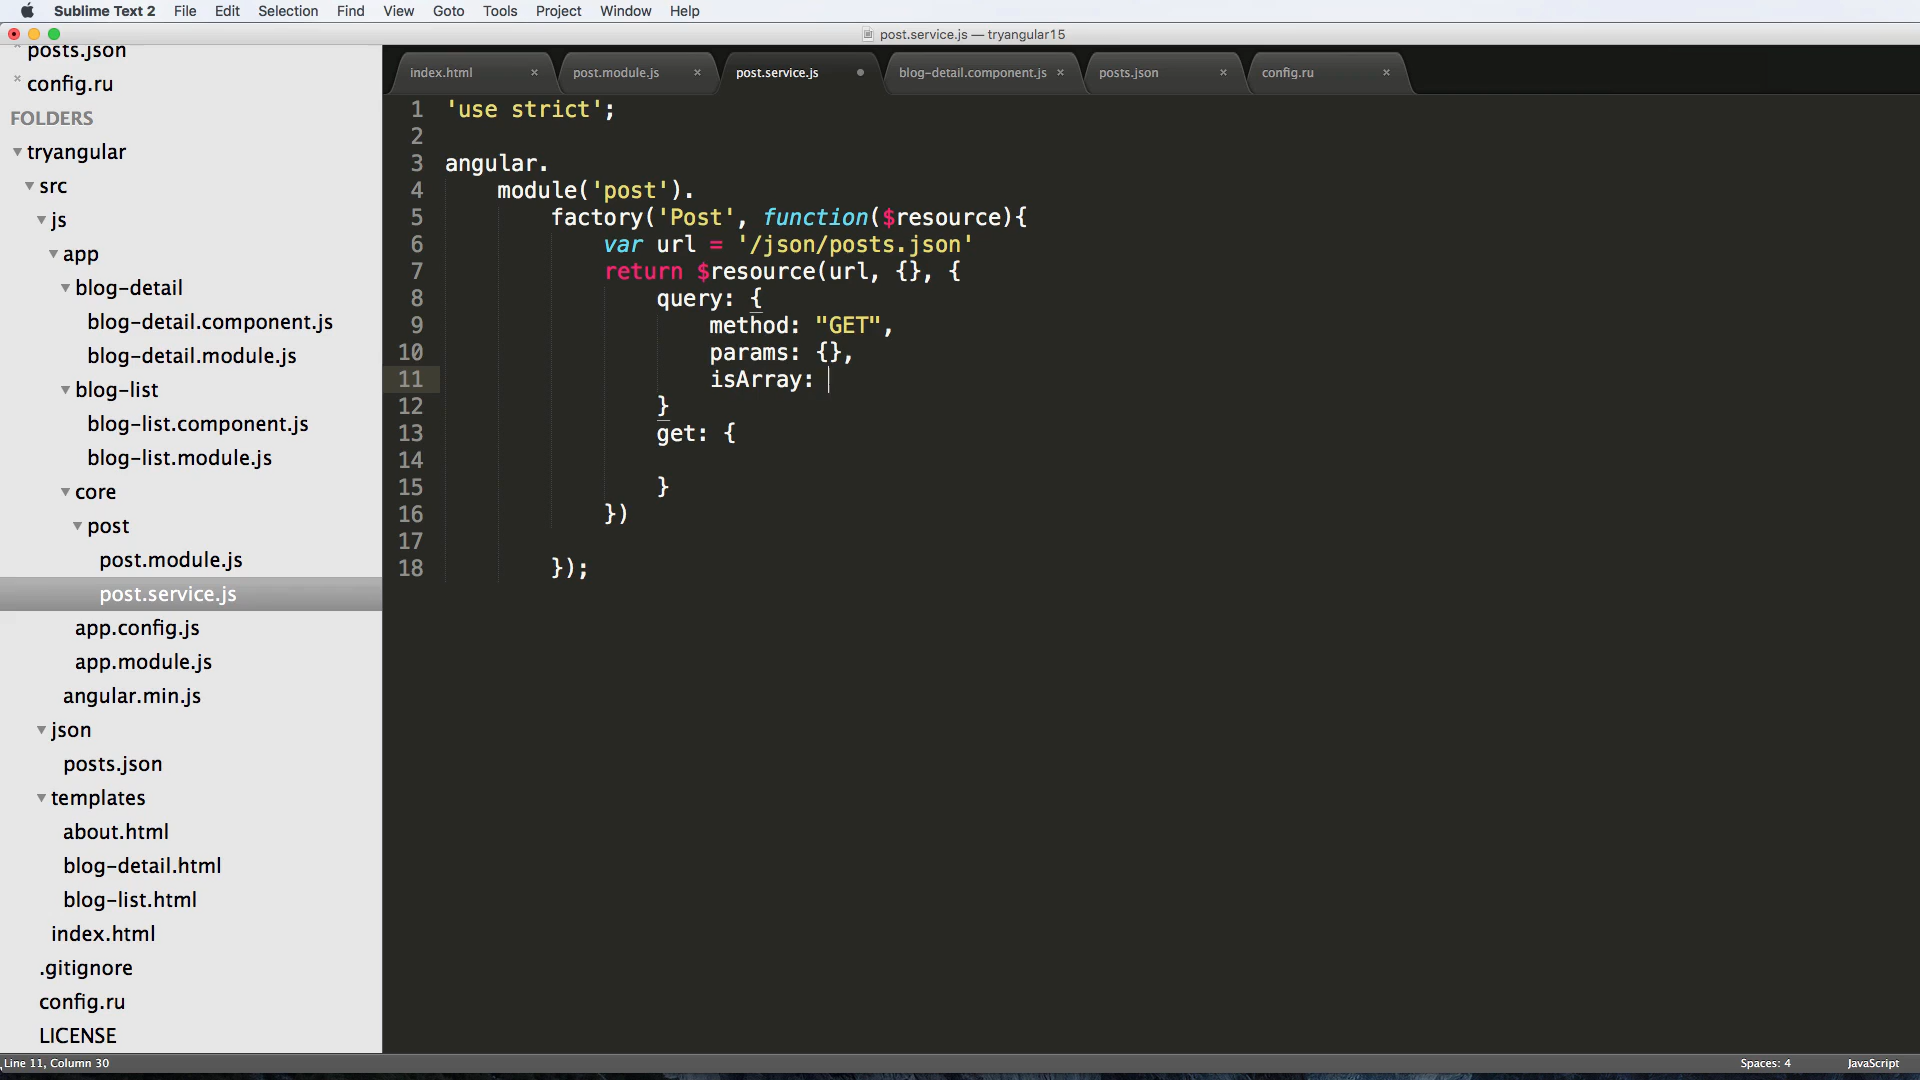 Sublime Text 2 File Edit Selection Find View Goto Tools Project Window Help
post.service.js — tryangular15
posts.json
config.ru
FOLDERS
tryangular
src
js
app
blog-detail
blog-detail.component.js
blog-detail.module.js
blog-list
blog-list.component.js
blog-list.module.js
core
post
post.module.js
post.service.js
app.config.js
app.module.js
angular.min.js
json
posts.json
templates
about.html
blog-detail.html
blog-list.html
index.html
.gitignore
config.ru
LICENSE
index.html × post.module.js × post.service.js blog-detail.component.js × posts.json × config.ru ×
1 'use strict';
2
3 angular.
4 module('post').
5 factory('Post', function($resource){
6 var url = '/json/posts.json'
7 return $resource(url, {}, {
8 query: {
9 method: "GET",
10 params: {},
11 isArray:
12 }
13 get: {
14
15 }
16 })
17
18 });
Line 11, Column 30 Spaces: 4 JavaScript